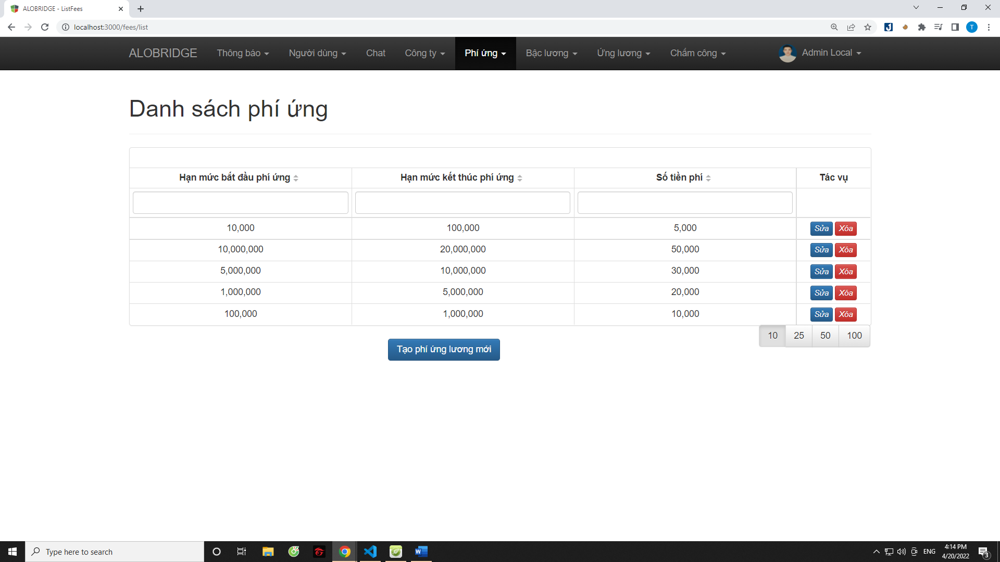 ALOBRIDGE - ListFees
localhost:3000/fees/list
T
ALOBRIDGE Thông báo Người dùng Chat Công ty Phí ứng Bậc lương Ứng lương Chấm công Admin Local
Danh sách phí ứng
Hạn mức bắt đầu phí ứng Hạn mức kết thúc phí ứng Số tiền phí Tác vụ
10,000 100,000 5,000 Sửa Xóa
10,000,000 20,000,000 50,000 Sửa Xóa
5,000,000 10,000,000 30,000 Sửa Xóa
1,000,000 5,000,000 20,000 Sửa Xóa
100,000 1,000,000 10,000 Sửa Xóa
10 25 50 100
Tạo phí ứng lương mới
Type here to search
ENG
4:14 PM
4/20/2022
3